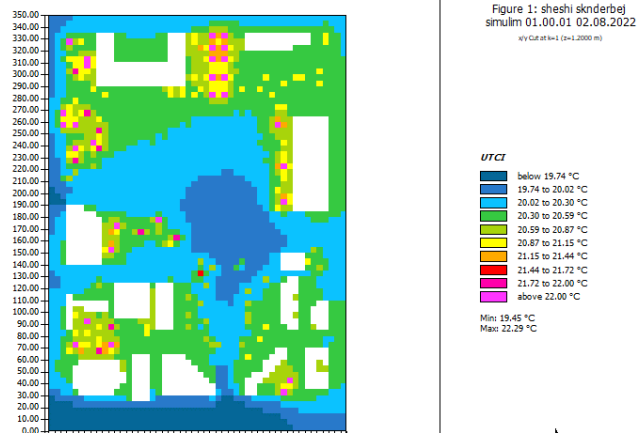 Figure 1: sheshi sknderbej
simulim 01.00.01 02.08.2022
x/y Cut at k=1 (z=1.2000 m)
350.00
340.00
330.00
320.00
310.00
300.00
290.00
280.00
270.00
260.00
250.00
240.00
230.00
220.00
210.00
200.00
190.00
180.00
170.00
160.00
150.00
140.00
130.00
120.00
110.00
100.00
90.00
80.00
70.00
60.00
50.00
40.00
30.00
20.00
10.00
0.00
UTCI
below 19.74 °C
19.74 to 20.02 °C
20.02 to 20.30 °C
20.30 to 20.59 °C
20.59 to 20.87 °C
20.87 to 21.15 °C
21.15 to 21.44 °C
21.44 to 21.72 °C
21.72 to 22.00 °C
above 22.00 °C
Min: 19.45 °C
Max: 22.29 °C